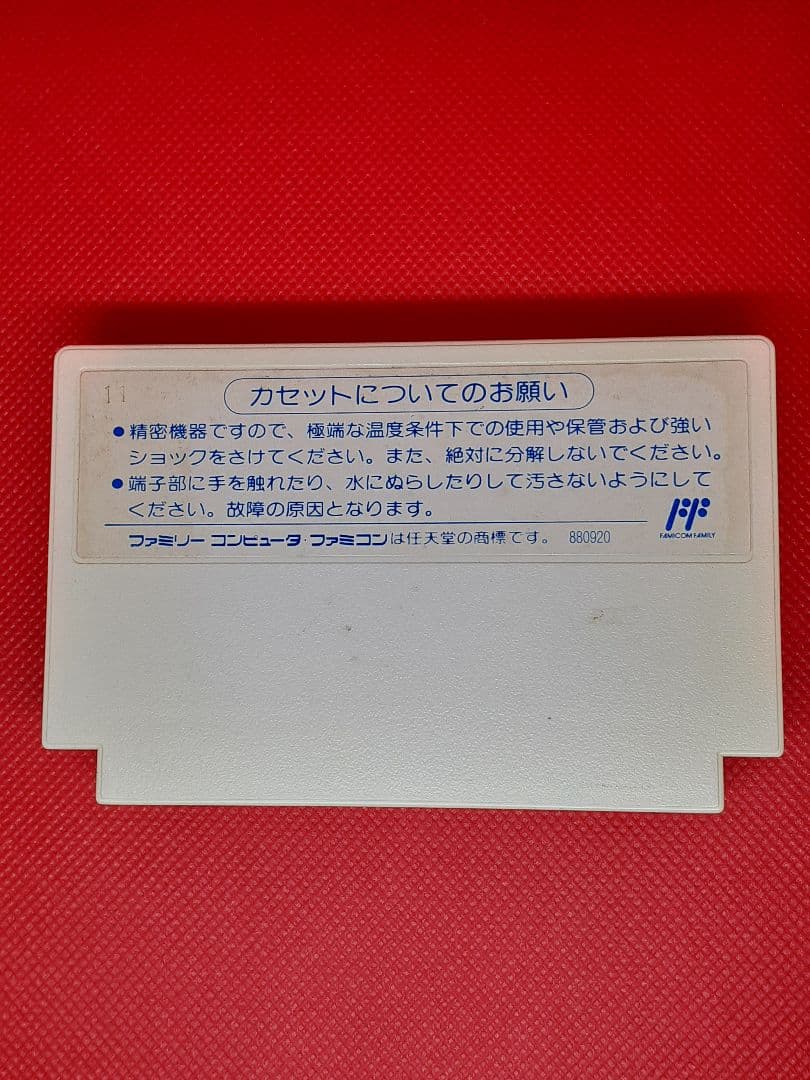 11
カセットについてのお願い
●精密機器ですので、極端な温度条件下での使用や保管および強い
ショックをさけてください。また、絶対に分解しないでください。
●端子部に手を触れたり、水にぬらしたりして汚さないようにして
ください。故障の原因となります。
FAMICOM FAMILY
ファミリー コンピュータ・ファミコンは任天堂の商標です。 880920